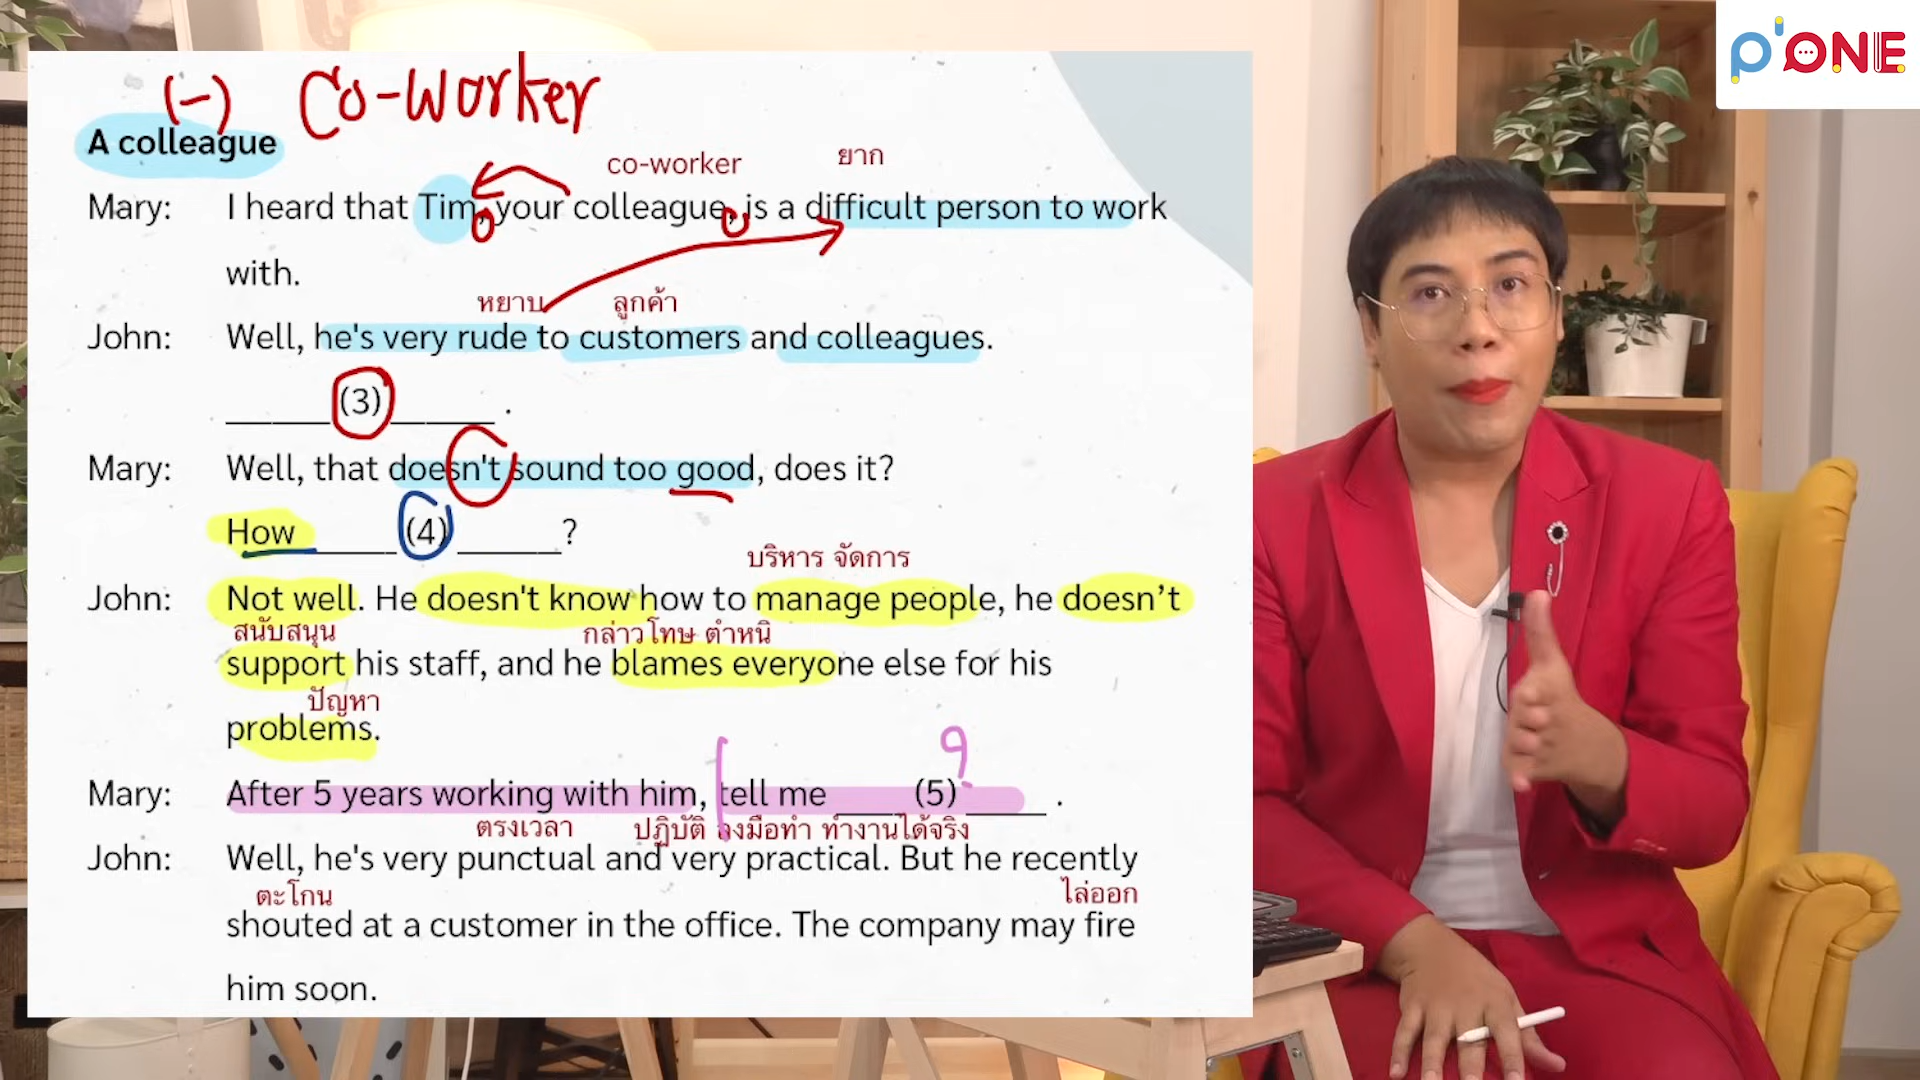 P'ONE
(-) Co-worker
A colleague
co-worker ยาก
Mary: I heard that Tim, your colleague, is a difficult person to work
with.
หยาบ ลูกค้า
John: Well, he's very rude to customers and colleagues.
______(3)______ .
Mary: Well, that doesn't sound too good, does it?
How ______(4)______?
บริหาร จัดการ
John: Not well. He doesn't know how to manage people, he doesn’t
สนับสนุน กล่าวโทษ ตำหนิ
support his staff, and he blames everyone else for his
ปัญหา
problems.
Mary: After 5 years working with him, tell me ______(5)______ .
ตรงเวลา ปฏิบัติ ลงมือทำ ทำงานได้จริง
John: Well, he's very punctual and very practical. But he recently
ตะโกน ไล่ออก
shouted at a customer in the office. The company may fire
him soon.